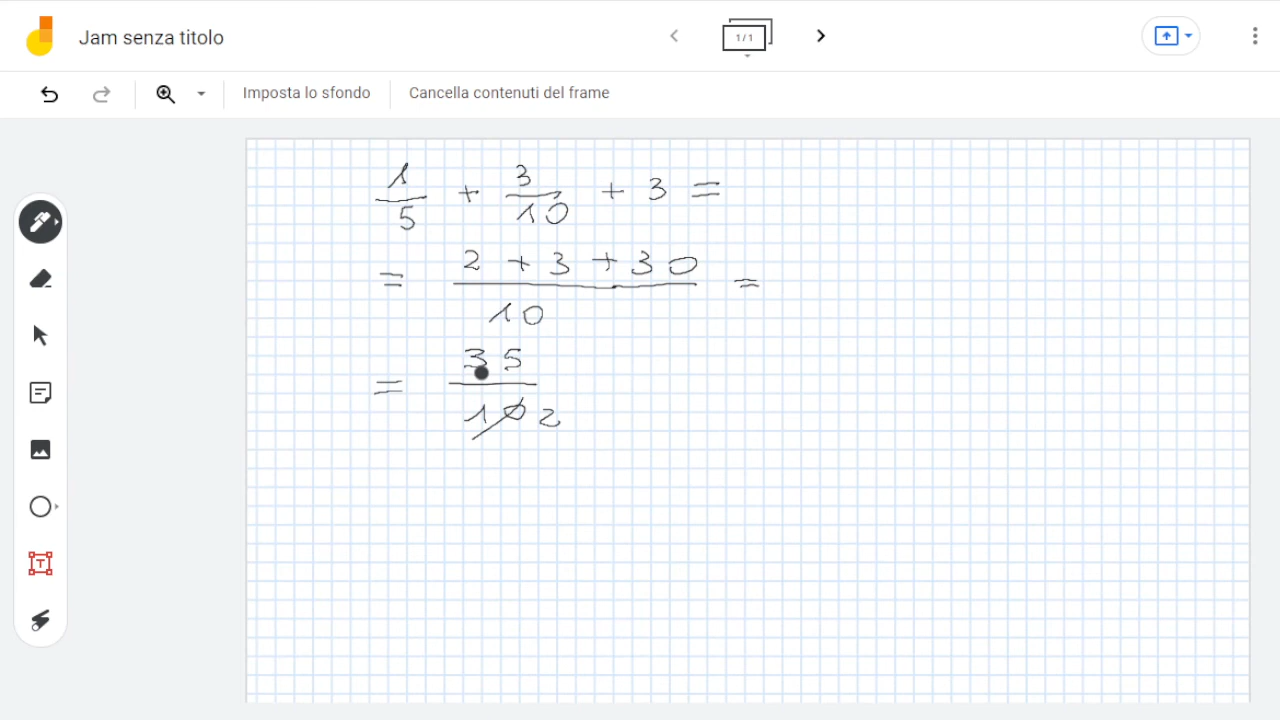 Jam senza titolo
1/1
Imposta lo sfondo
Cancella contenuti del frame
T
1/5 + 3/10 + 3 =
= 2 + 3 + 30 / 10 =
= 35 / 10 2